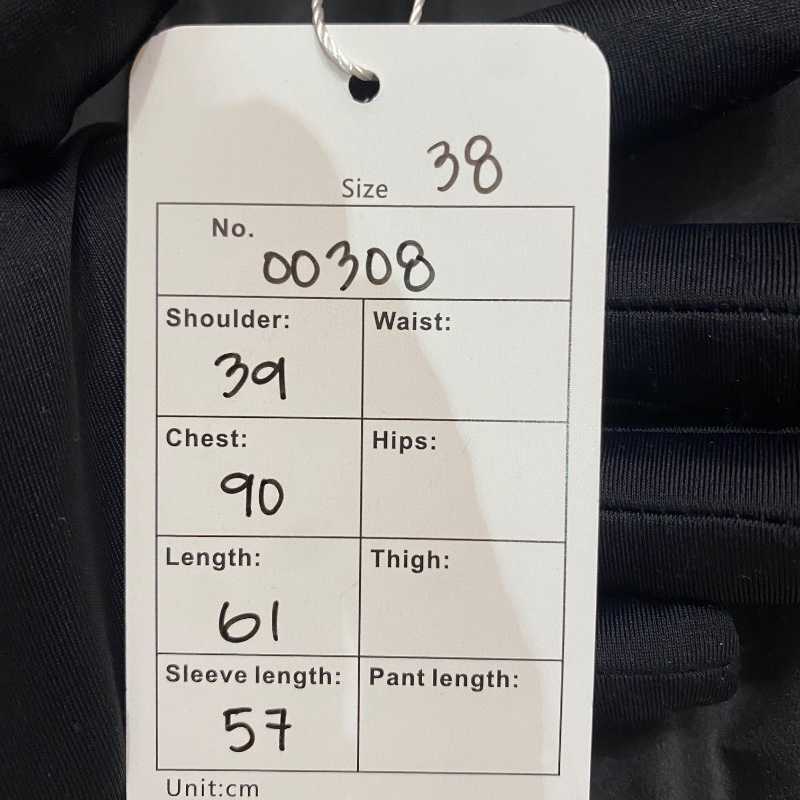 Size 38
No. 00308
Shoulder: Waist:
39
Chest: Hips:
90
Length: Thigh:
61
Sleeve length: Pant length:
57
Unit:cm